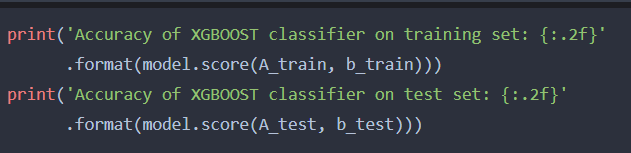 print('Accuracy of XGBOOST classifier on training set: {:.2f}'
.format(model.score(A_train, b_train)))
print('Accuracy of XGBOOST classifier on test set: {:.2f}'
.format(model.score(A_test, b_test)))